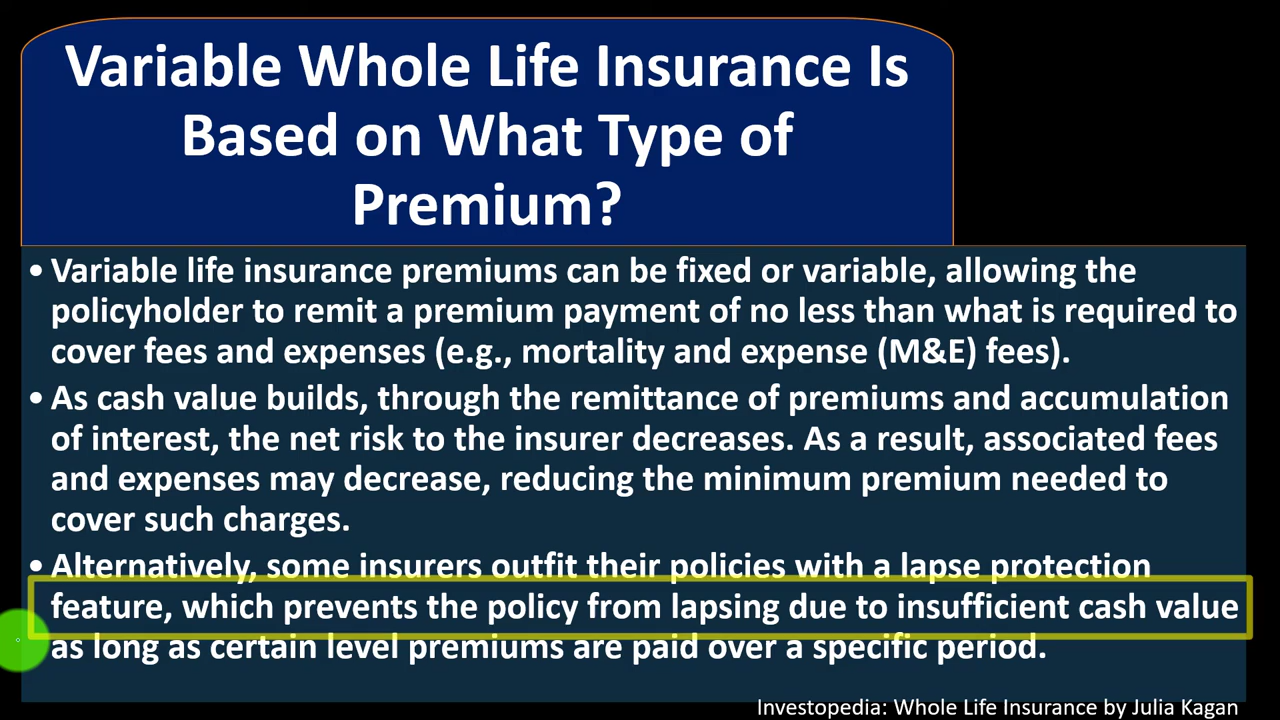 Variable Whole Life Insurance Is
Based on What Type of
Premium?
• Variable life insurance premiums can be fixed or variable, allowing the
policyholder to remit a premium payment of no less than what is required to
cover fees and expenses (e.g., mortality and expense (M&E) fees).
• As cash value builds, through the remittance of premiums and accumulation
of interest, the net risk to the insurer decreases. As a result, associated fees
and expenses may decrease, reducing the minimum premium needed to
cover such charges.
• Alternatively, some insurers outfit their policies with a lapse protection
feature, which prevents the policy from lapsing due to insufficient cash value
as long as certain level premiums are paid over a specific period.
Investopedia: Whole Life Insurance by Julia Kagan